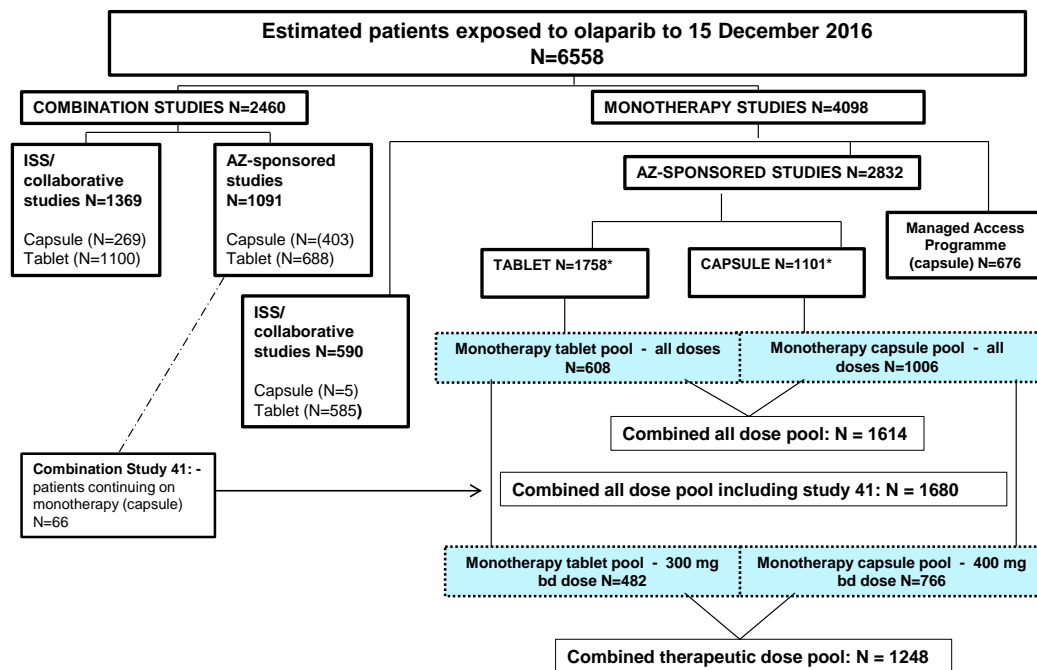 Estimated patients exposed to olaparib to 15 December 2016
N=6558
COMBINATION STUDIES N=2460
MONOTHERAPY STUDIES N=4098
ISS/
collaborative
studies N=1369
Capsule (N=269)
Tablet (N=1100)
AZ-sponsored
studies
N=1091
Capsule (N=(403)
Tablet (N=688)
AZ-SPONSORED STUDIES N=2832
Managed Access
Programme
(capsule) N=676
TABLET N=1758*
CAPSULE N=1101*
ISS/
collaborative
studies N=590
Capsule (N=5)
Tablet (N=585)
Monotherapy tablet pool - all doses
N=608
Monotherapy capsule pool - all
doses N=1006
Combined all dose pool: N = 1614
Combination Study 41: -
patients continuing on
monotherapy (capsule)
N=66
Combined all dose pool including study 41: N = 1680
Monotherapy tablet pool - 300 mg
bd dose N=482
Monotherapy capsule pool - 400 mg
bd dose N=766
Combined therapeutic dose pool: N = 1248